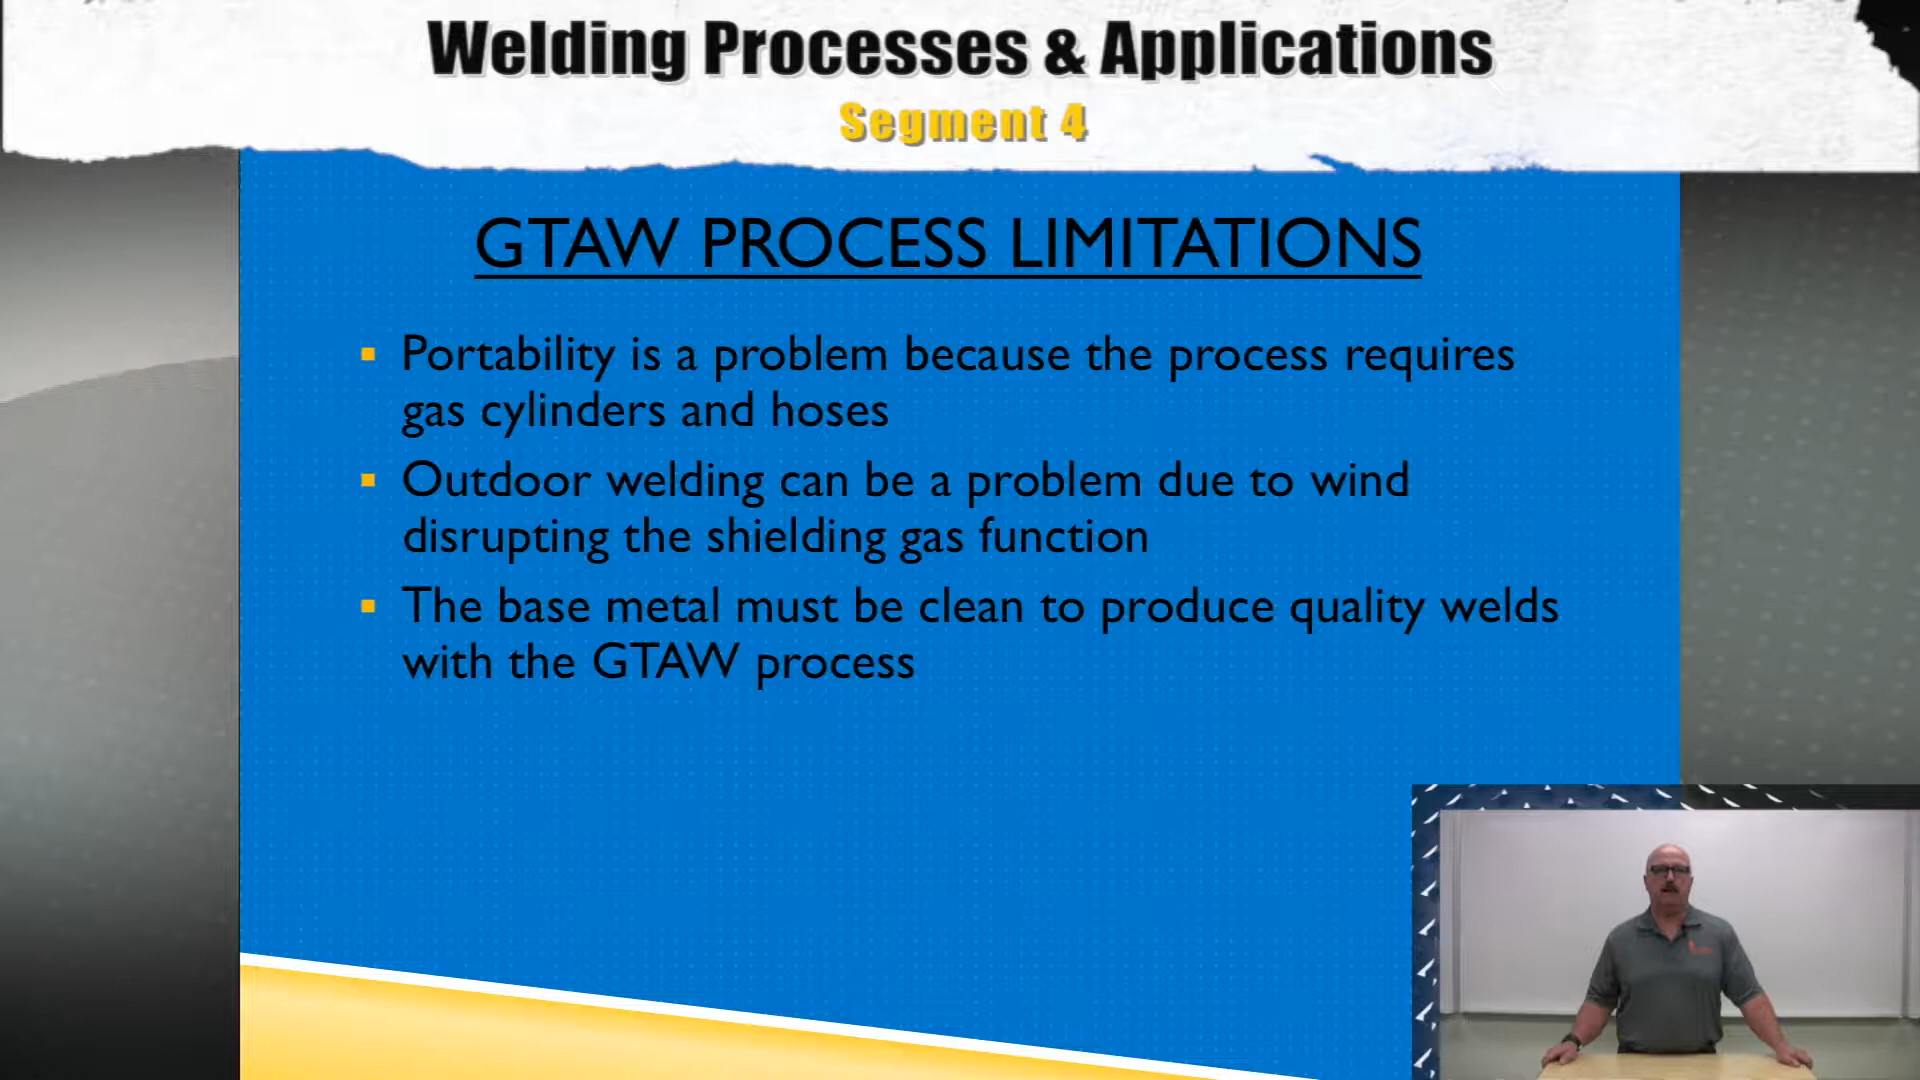 Welding Processes & Applications
Segment 4
GTAW PROCESS LIMITATIONS
Portability is a problem because the process requires
gas cylinders and hoses
Outdoor welding can be a problem due to wind
disrupting the shielding gas function
The base metal must be clean to produce quality welds
with the GTAW process